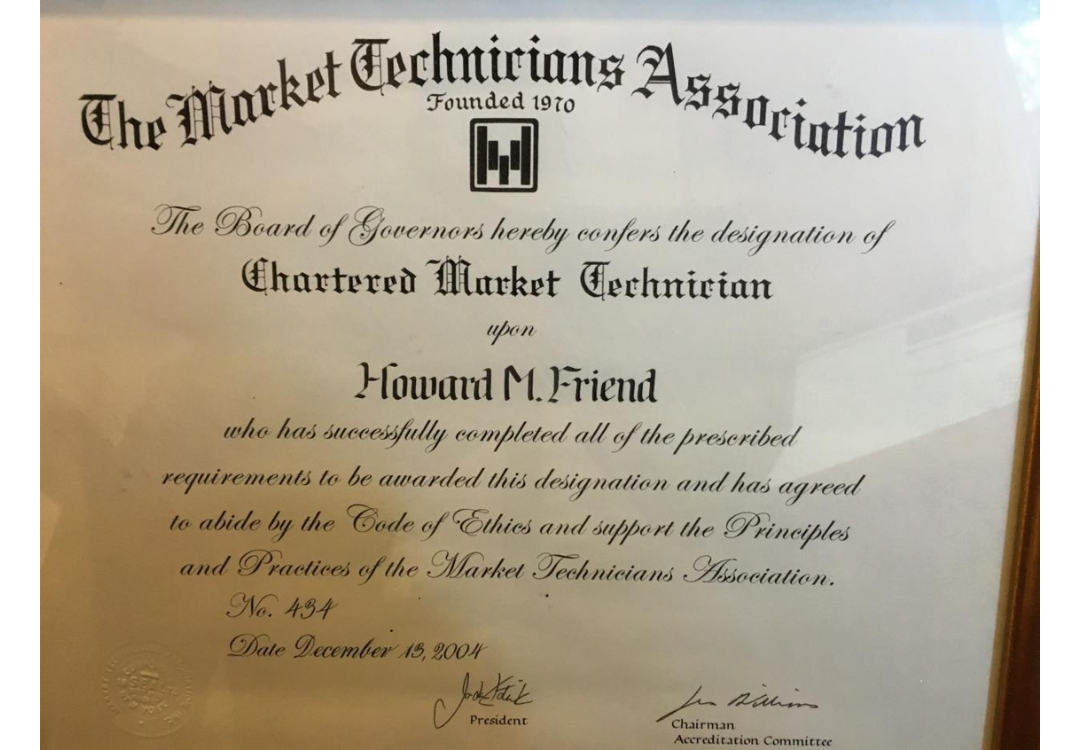 The Market Technicians Association
Founded 1970
The Board of Governors hereby confers the designation of
Chartered Market Technician
upon
Howard M. Friend
who has successfully completed all of the prescribed
requirements to be awarded this designation and has agreed
to abide by the Code of Ethics and support the Principles
and Practices of the Market Technicians Association.
No. 434
Date December 13, 2004
President
Chairman
Accreditation Committee